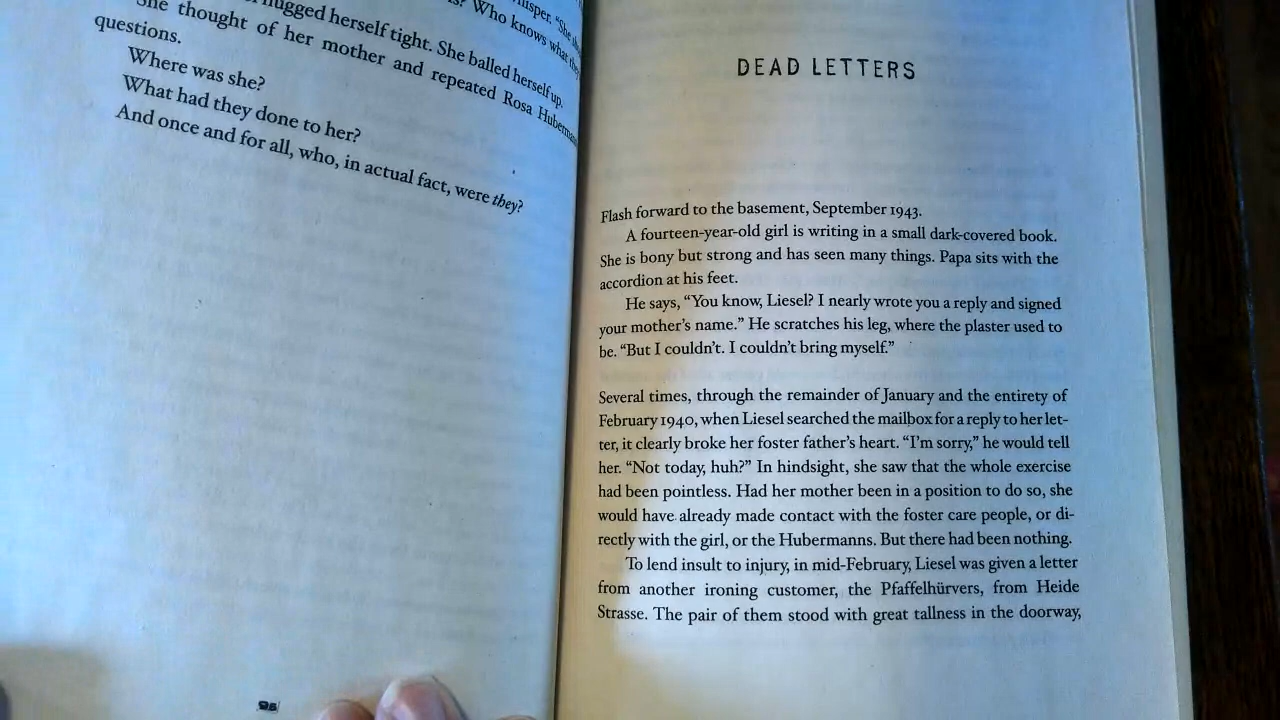 hugged herself tight. She balled herself up.
She thought of her mother and repeated Rosa
questions.
Where was she?
What had they done to her?
And once and for all, who, in actual fact, were they?
DEAD LETTERS
Flash forward to the basement, September 1943.
A fourteen-year-old girl is writing in a small dark-covered book.
She is bony but strong and has seen many things. Papa sits with the
accordion at his feet.
He says, “You know, Liesel? I nearly wrote you a reply and signed
your mother’s name.” He scratches his leg, where the plaster used to
be. “But I couldn’t. I couldn’t bring myself.”
Several times, through the remainder of January and the entirety of
February 1940, when Liesel searched the mailbox for a reply to her let-
ter, it clearly broke her foster father’s heart. “I’m sorry,” he would tell
her. “Not today, huh?” In hindsight, she saw that the whole exercise
had been pointless. Had her mother been in a position to do so, she
would have already made contact with the foster care people, or di-
rectly with the girl, or the Hubermanns. But there had been nothing.
To lend insult to injury, in mid-February, Liesel was given a letter
from another ironing customer, the Pfaffelhürvers, from Heide
Strasse. The pair of them stood with great tallness in the doorway,